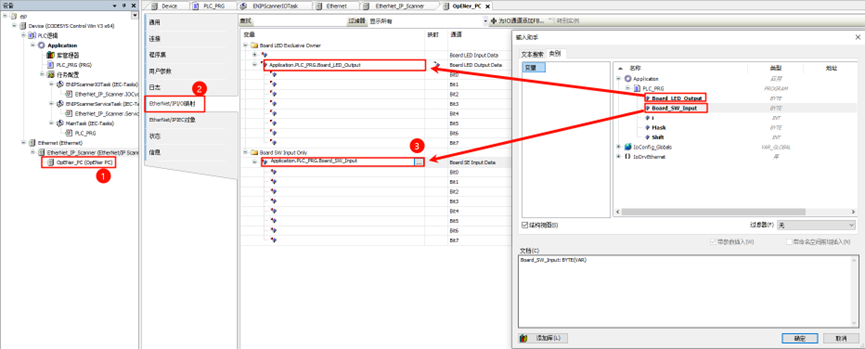 设备
eip
Device (CODESYS Control Win V3 x64)
PLC逻辑
Application
库管理器
PLC_PRG (PRG)
任务配置
ENIPScannerIOTask (IEC-Tasks)
EtherNet_IP_Scanner.IOCyc
ENIPScannerServiceTask (IEC-Tasks)
EtherNet_IP_Scanner.Servic
MainTask (IEC-Tasks)
PLC_PRG
Ethernet (Ethernet)
EtherNet_IP_Scanner (EtherNet/IP Scann
OpENer_PC (OpENer PC)
1
Device
PLC_PRG
ENIPScannerIOTask
Ethernet
EtherNet_IP_Scanner
OpENer_PC
通用
连接
程序集
用户参数
日志
EtherNet/IP I/O映射
2
EtherNet/IP IEC对象
状态
信息
查找
过滤器 显示所有
为IO通道添加FB...
转到实例
变量
映射
通道
Board LED Exclusive Owner
Board LED Input Data
Application.PLC_PRG.Board_LED_Output
Board LED Output Data
Bit0
Bit1
Bit2
Bit3
Bit4
Bit5
Bit6
Bit7
Board SW Input Only
3
Application.PLC_PRG.Board_SW_Input
...
Board SE Input Data
Bit0
Bit1
Bit2
Bit3
Bit4
Bit5
Bit6
Bit7
输入助手
文本搜索
类别
变量
名称
类型
地址
Application
应用
PLC_PRG
PROGRAM
Board_LED_Output
BYTE
Board_SW_Input
BYTE
i
INT
Mask
BYTE
Shift
INT
IoConfig_Globals
VAR_GLOBAL
IoDrvEthernet
库
结构视图(S)
过滤器(F)
无
带参数插入(W)
带命名空间前缀插入(A)
文档(C)
Board_SW_Input: BYTE(VAR)
添加库(L)
确定
取消